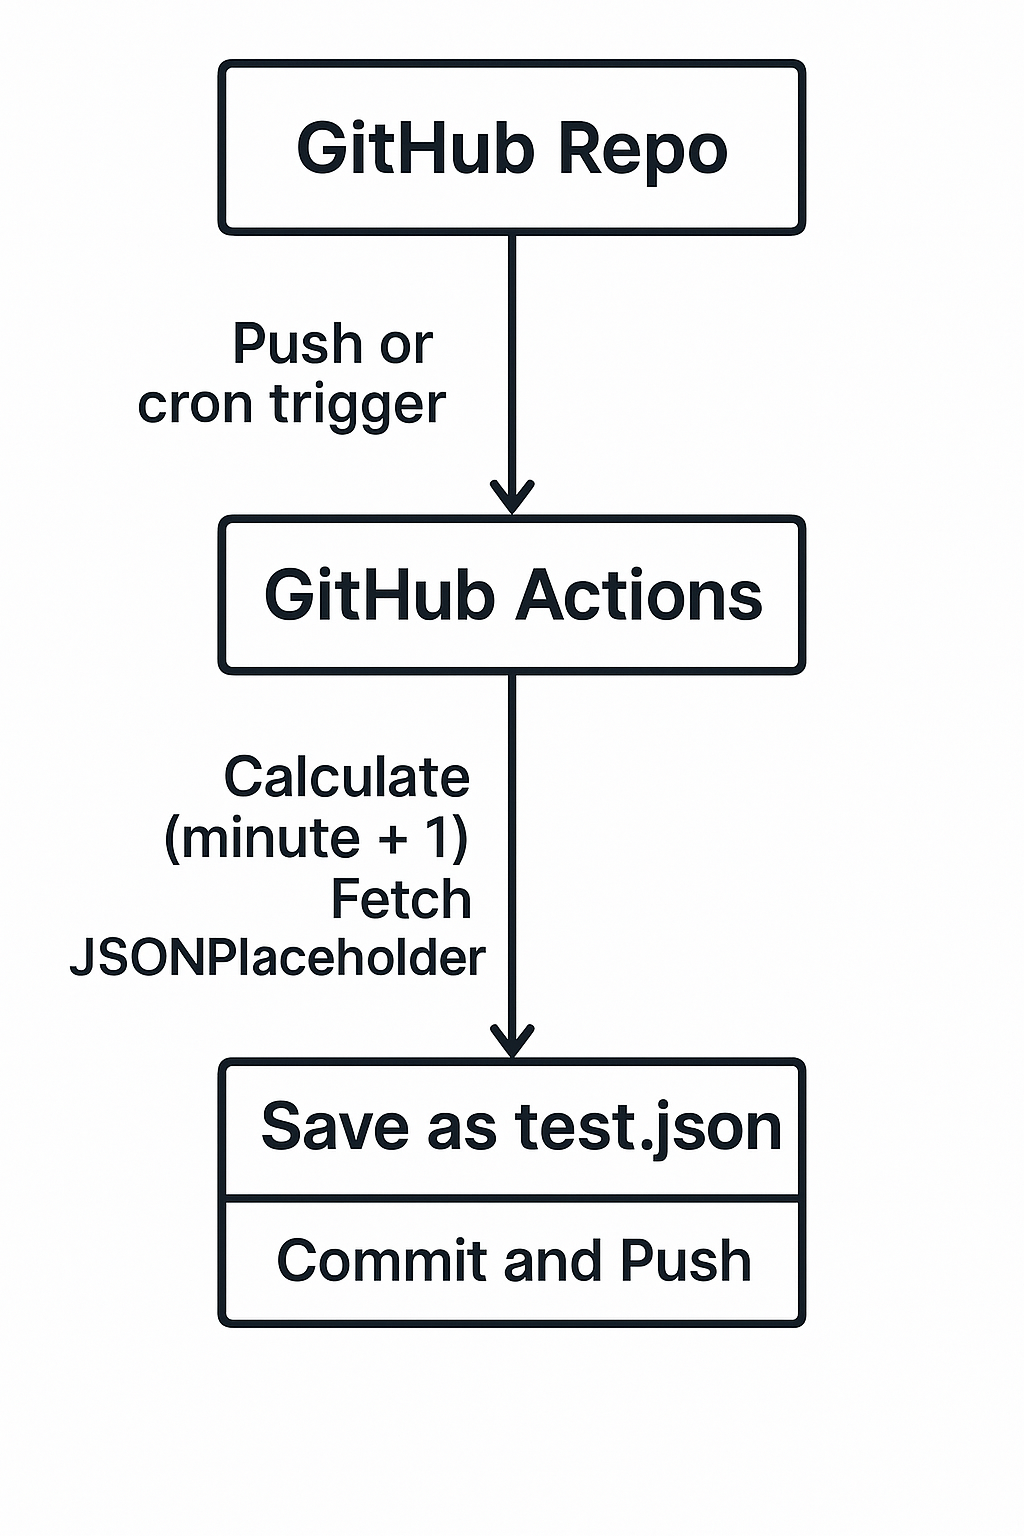 GitHub Repo
Push or
cron trigger
GitHub Actions
Calculate
(minute + 1)
Fetch
JSONPlaceholder
Save as test.json
Commit and Push